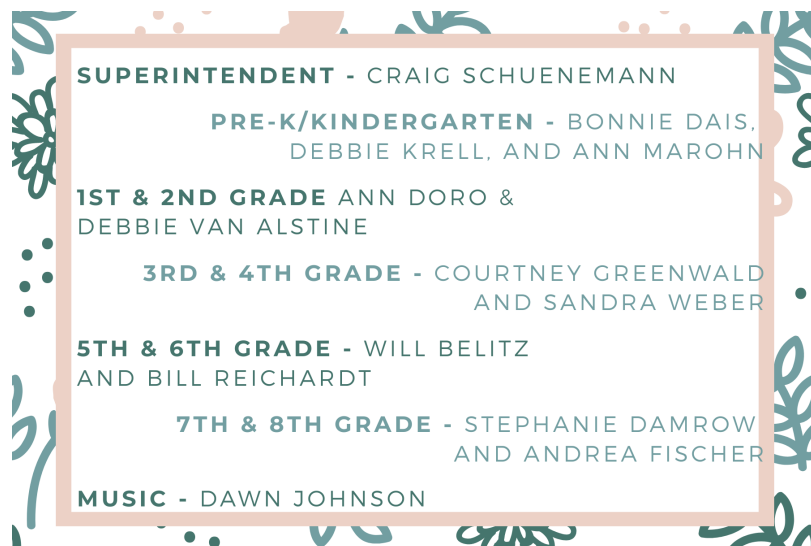 SUPERINTENDENT - CRAIG SCHUENEMANN
PRE-K/KINDERGARTEN - BONNIE DAIS,
DEBBIE KRELL, AND ANN MAROHN
1ST & 2ND GRADE ANN DORO &
DEBBIE VAN ALSTINE
3RD & 4TH GRADE - COURTNEY GREENWALD
AND SANDRA WEBER
5TH & 6TH GRADE - WILL BELITZ
AND BILL REICHARDT
7TH & 8TH GRADE - STEPHANIE DAMROW
AND ANDREA FISCHER
MUSIC - DAWN JOHNSON